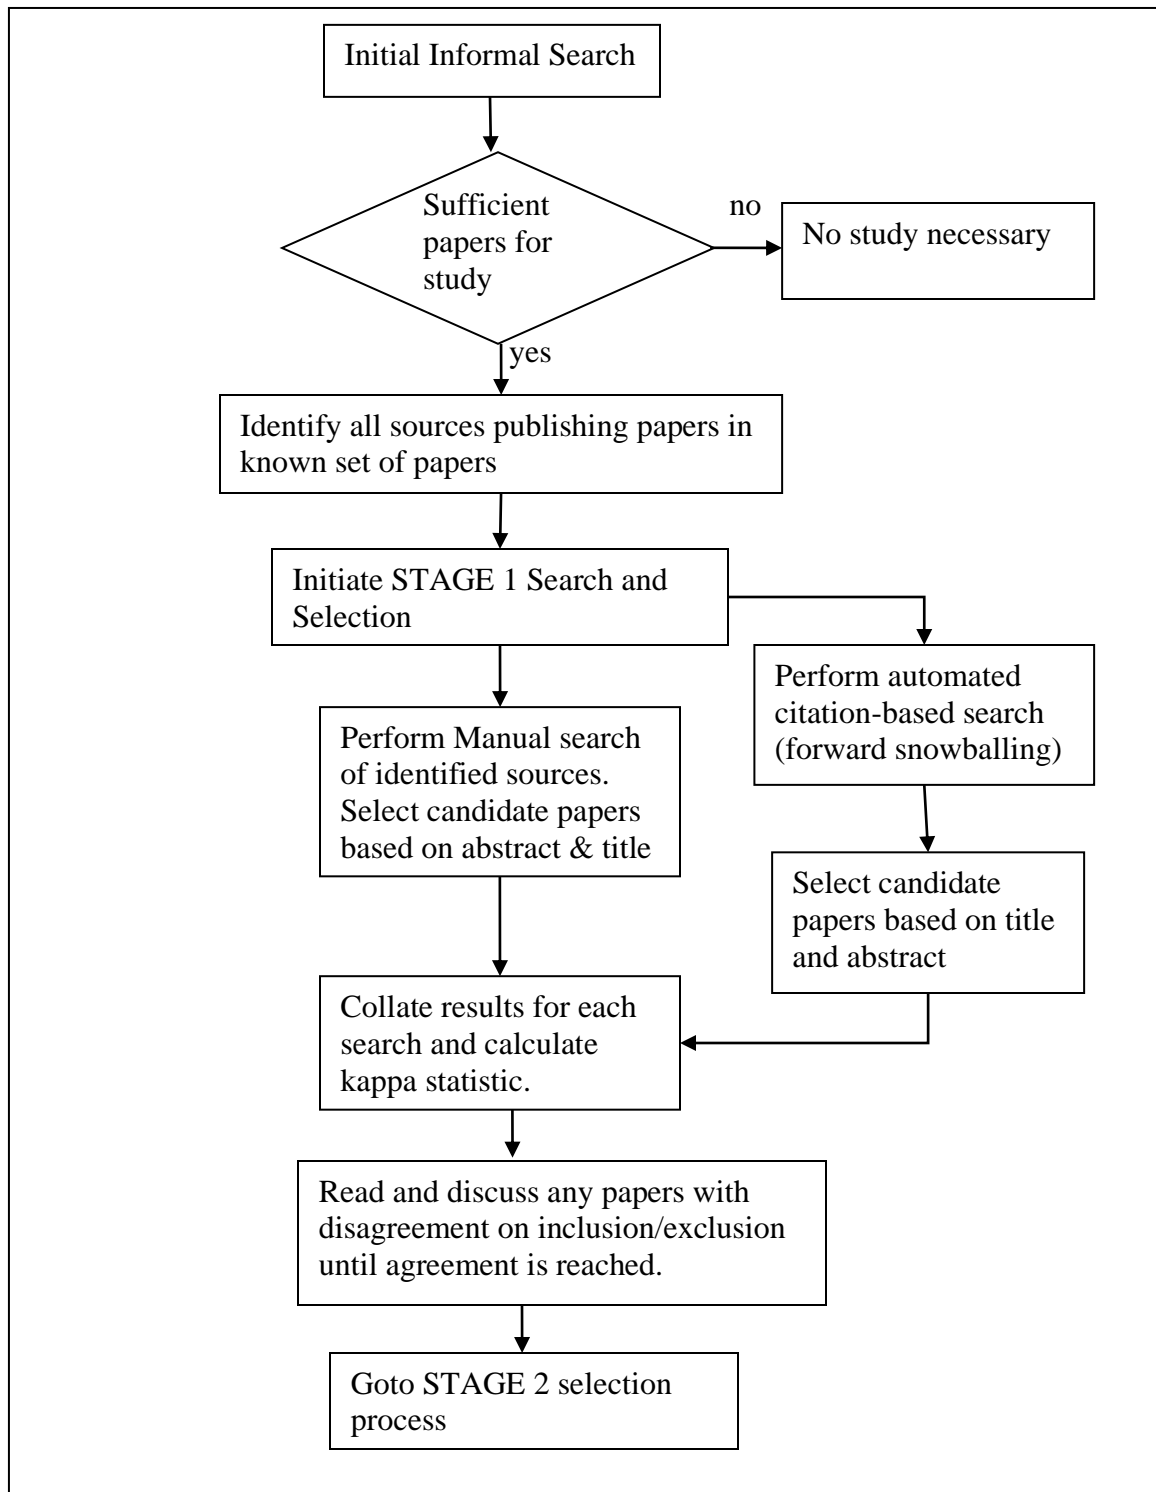 Initial Informal Search
Sufficient
papers for
study
no
No study necessary
yes
Identify all sources publishing papers in
known set of papers
Initiate STAGE 1 Search and
Selection
Perform automated
citation-based search
(forward snowballing)
Perform Manual search
of identified sources.
Select candidate papers
based on abstract & title
Select candidate
papers based on title
and abstract
Collate results for each
search and calculate
kappa statistic.
Read and discuss any papers with
disagreement on inclusion/exclusion
until agreement is reached.
Goto STAGE 2 selection
process